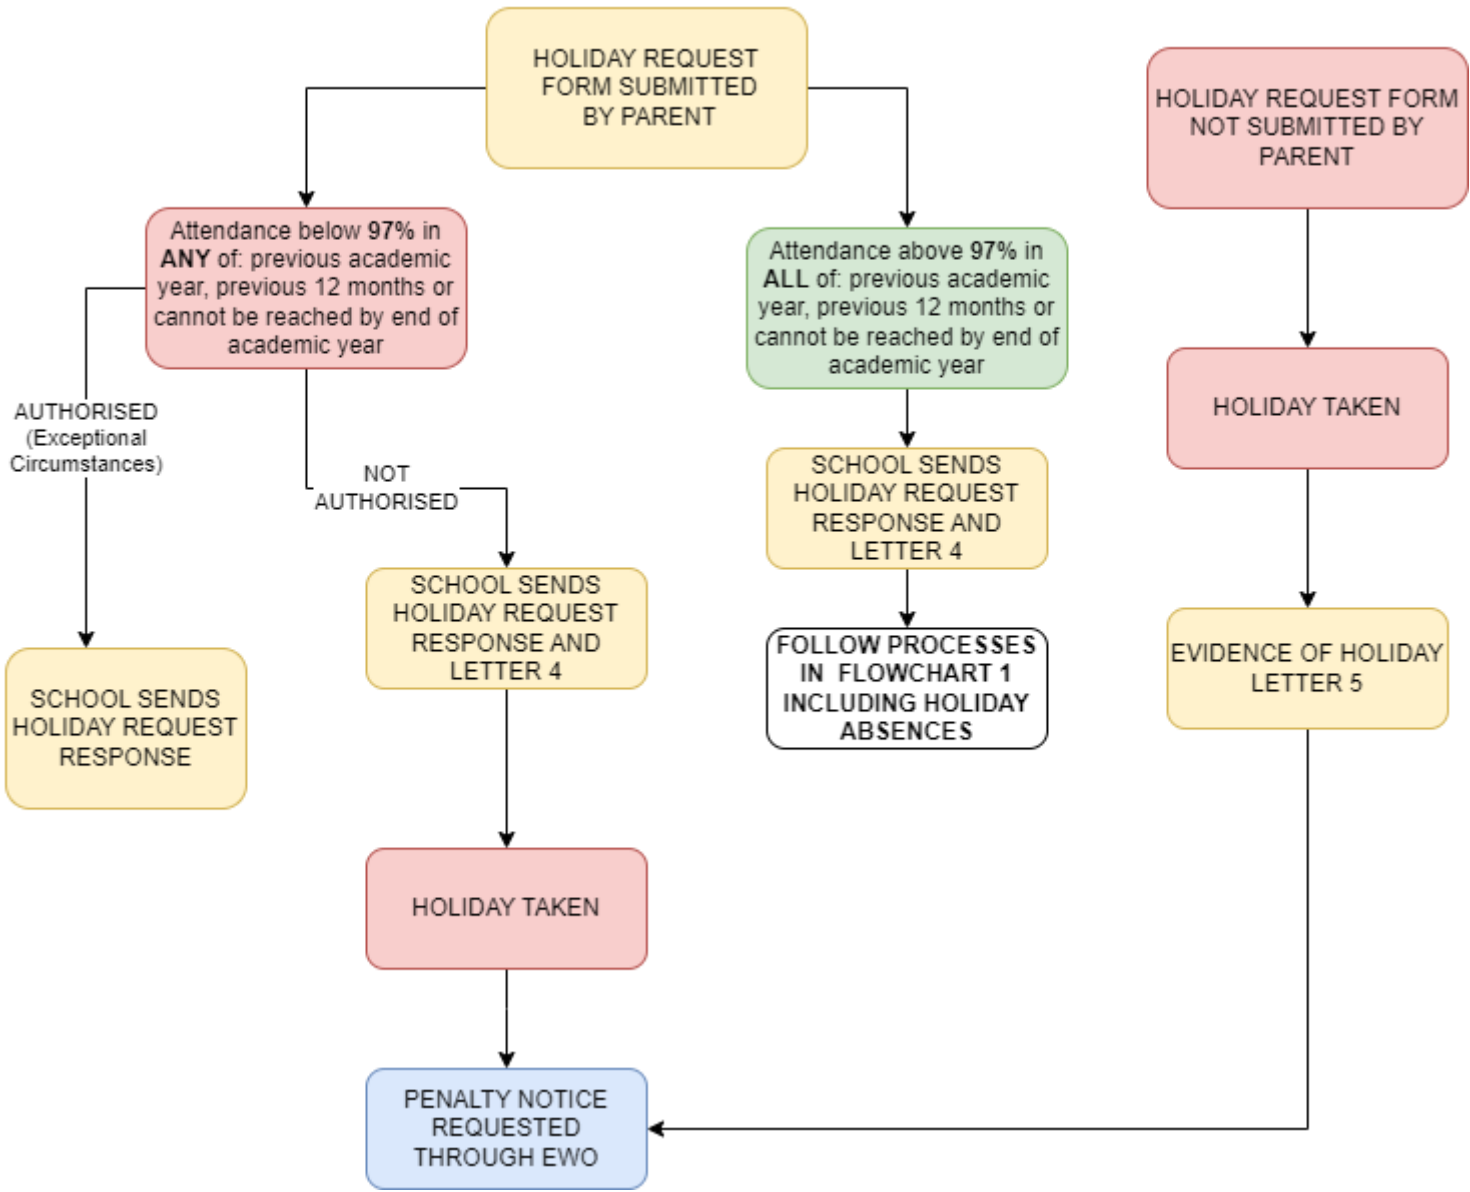 HOLIDAY REQUEST
FORM SUBMITTED
BY PARENT
HOLIDAY REQUEST FORM
NOT SUBMITTED BY
PARENT
Attendance below 97% in
ANY of: previous academic
year, previous 12 months or
cannot be reached by end of
academic year
Attendance above 97% in
ALL of: previous academic
year, previous 12 months or
cannot be reached by end of
academic year
HOLIDAY TAKEN
AUTHORISED
(Exceptional
Circumstances)
NOT
AUTHORISED
SCHOOL SENDS
HOLIDAY REQUEST
RESPONSE AND
LETTER 4
SCHOOL SENDS
HOLIDAY REQUEST
RESPONSE AND
LETTER 4
FOLLOW PROCESSES
IN FLOWCHART 1
INCLUDING HOLIDAY
ABSENCES
EVIDENCE OF HOLIDAY
LETTER 5
SCHOOL SENDS
HOLIDAY REQUEST
RESPONSE
HOLIDAY TAKEN
PENALTY NOTICE
REQUESTED
THROUGH EWO